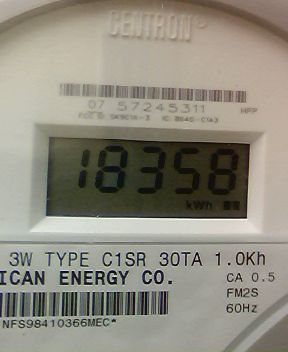 CENTRON®
07 57245311
HFP
18358
kWh
3W TYPE C1SR 30TA 1.0Kh
ICAN ENERGY CO.
CA 0.5
FM2S
60Hz
NFS98410366MEC*